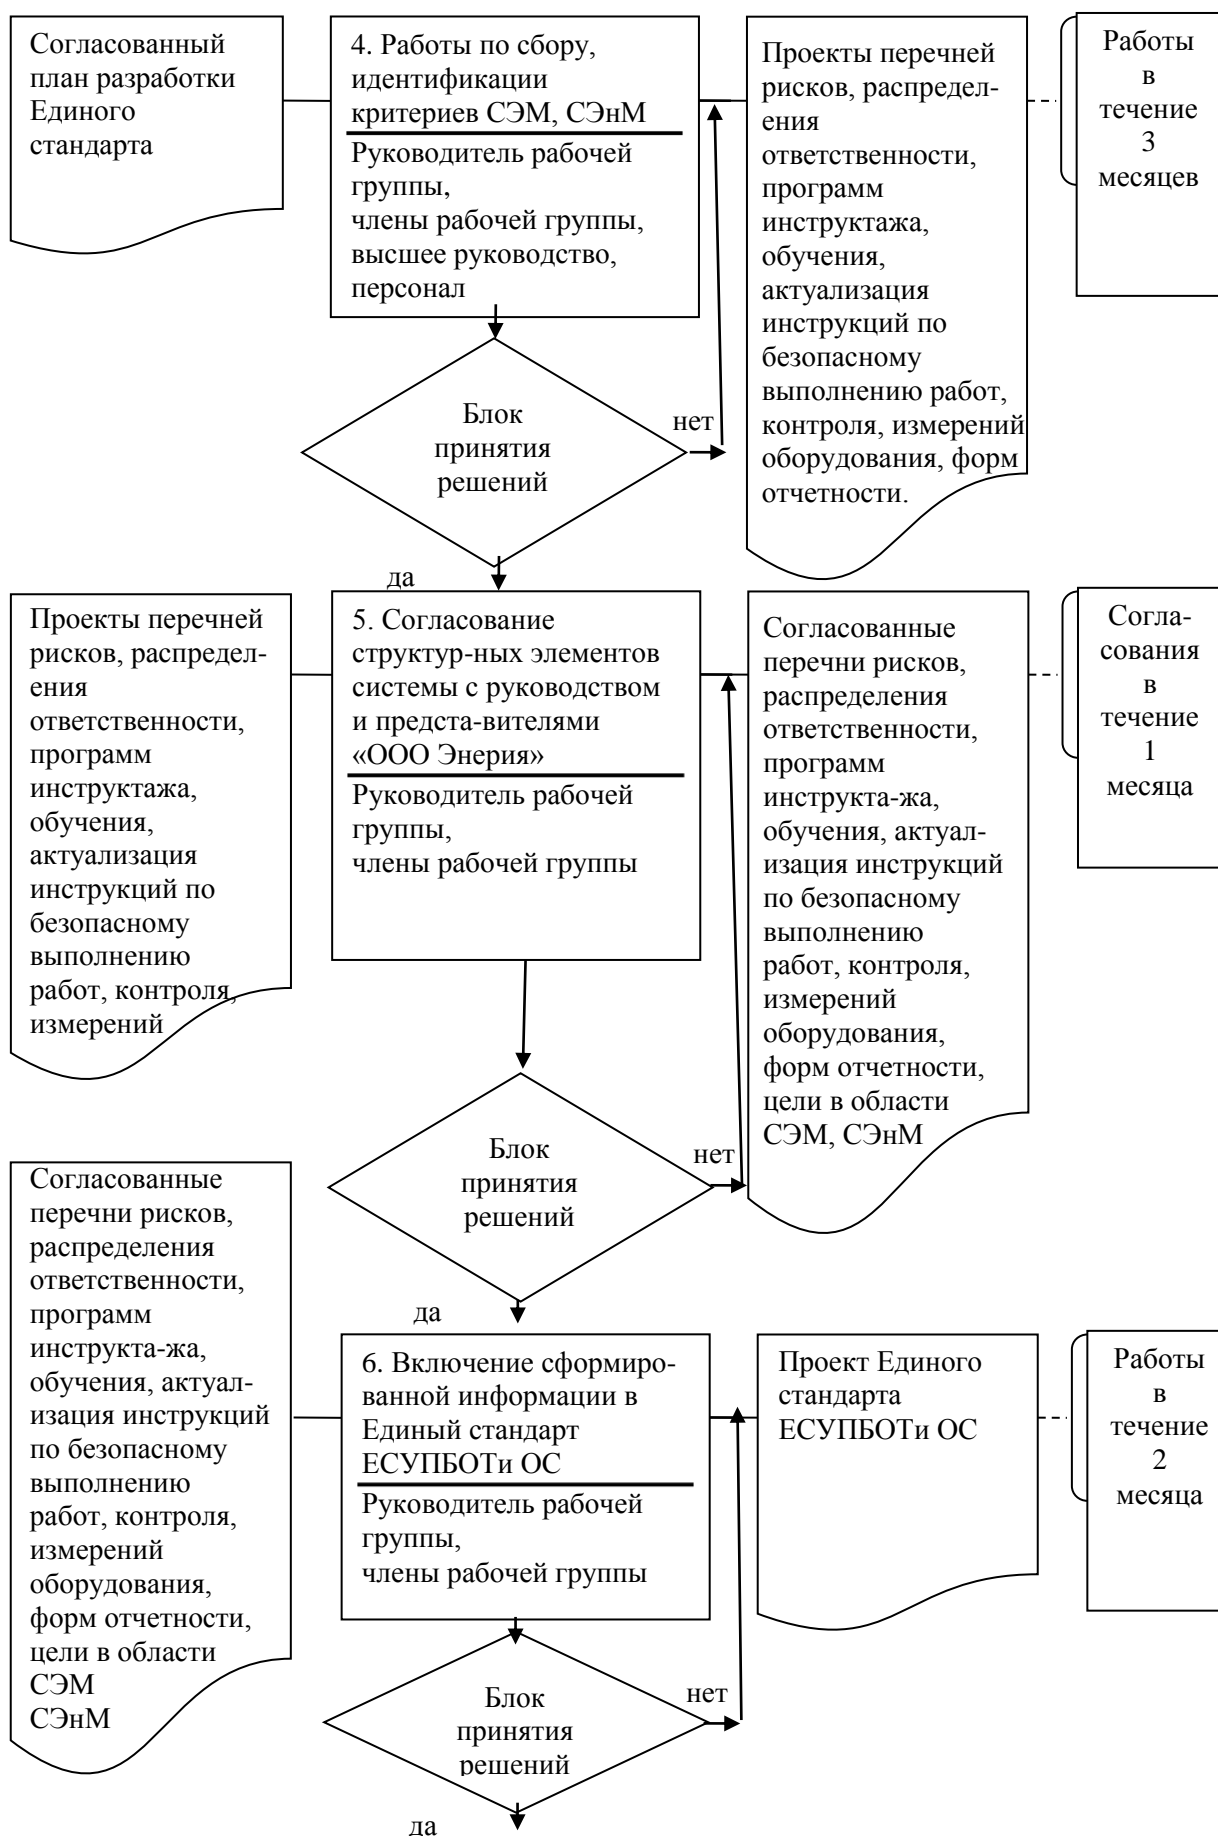 Согласованный
план разработки
Единого
стандарта
4. Работы по сбору,
идентификации
критериев СЭМ, СЭнМ
Руководитель рабочей
группы,
члены рабочей группы,
высшее руководство,
персонал
Проекты перечней
рисков, распредел-
ения
ответственности,
программ
инструктажа,
обучения,
актуализация
инструкций по
безопасному
выполнению работ,
контроля, измерений
оборудования, форм
отчетности.
Работы
в
течение
3
месяцев
Блок
принятия
решений
нет
да
Проекты перечней
рисков, распредел-
ения
ответственности,
программ
инструктажа,
обучения,
актуализация
инструкций по
безопасному
выполнению
работ, контроля,
измерений
5. Согласование
структур-ных элементов
системы с руководством
и предста-вителями
«ООО Энерия»
Руководитель рабочей
группы,
члены рабочей группы
Согласованные
перечни рисков,
распределения
ответственности,
программ
инструкта-жа,
обучения, актуал-
изация инструкций
по безопасному
выполнению
работ, контроля,
измерений
оборудования,
форм отчетности,
цели в области
СЭМ, СЭнМ
Согла-
сования
в
течение
1
месяца
Блок
принятия
решений
нет
да
Согласованные
перечни рисков,
распределения
ответственности,
программ
инструкта-жа,
обучения, актуал-
изация инструкций
по безопасному
выполнению
работ, контроля,
измерений
оборудования,
форм отчетности,
цели в области
СЭМ
СЭнМ
6. Включение сформиро-
ванной информации в
Единый стандарт
ЕСУПБОТи ОС
Руководитель рабочей
группы,
члены рабочей группы
Проект Единого
стандарта
ЕСУПБОТи ОС
Работы
в
течение
2
месяца
Блок
принятия
решений
нет
да